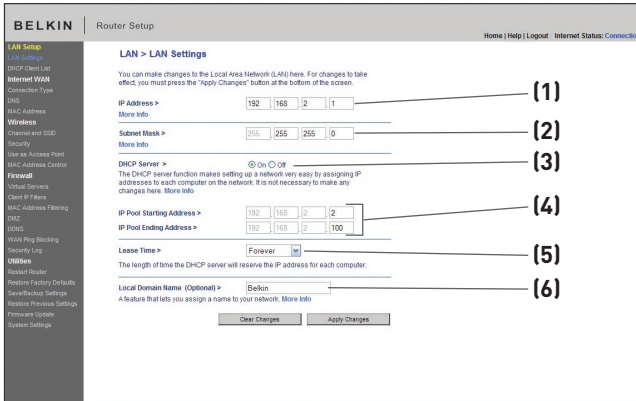 BELKIN
Router Setup
Home | Help | Logout Internet Status: Connectio
LAN Setup
LAN Settings
DHCP Client List
Internet WAN
Connection Type
DNS
MAC Address
Wireless
Channel and SSID
Security
Use as Access Point
MAC Address Control
Firewall
Virtual Servers
Client IP Filters
MAC Address Filtering
DMZ
DDNS
WAN Ping Blocking
Security Log
Utilities
Restart Router
Restore Factory Defaults
Save/Backup Settings
Restore Previous Settings
Firmware Update
System Settings
LAN > LAN Settings
You can make changes to the Local Area Network (LAN) here. For changes to take
effect, you must press the "Apply Changes" button at the bottom of the screen.
IP Address > 192 . 168 . 2 . 1 (1)
More Info
Subnet Mask > 255 . 255 . 255 . 0 (2)
More Info
DHCP Server > On Off (3)
The DHCP server function makes setting up a network very easy by assigning IP
addresses to each computer on the network. It is not necessary to make any
changes here. More Info
IP Pool Starting Address > 192 . 168 . 2 . 2
(4)
IP Pool Ending Address > 192 . 168 . 2 . 100
Lease Time > Forever (5)
The length of time the DHCP server will reserve the IP address for each computer.
Local Domain Name (Optional) > Belkin (6)
A feature that lets you assign a name to your network. More Info
Clear Changes Apply Changes